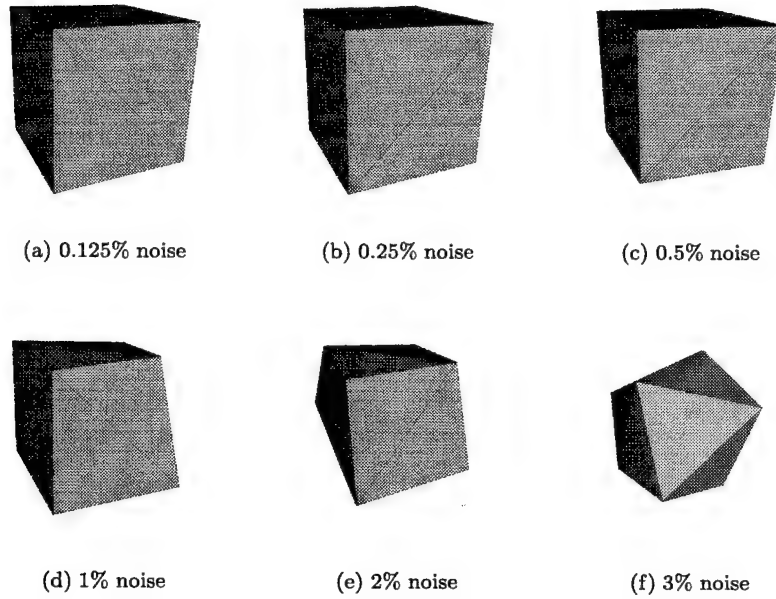 (a) 0.125% noise (b) 0.25% noise (c) 0.5% noise
(d) 1% noise (e) 2% noise (f) 3% noise